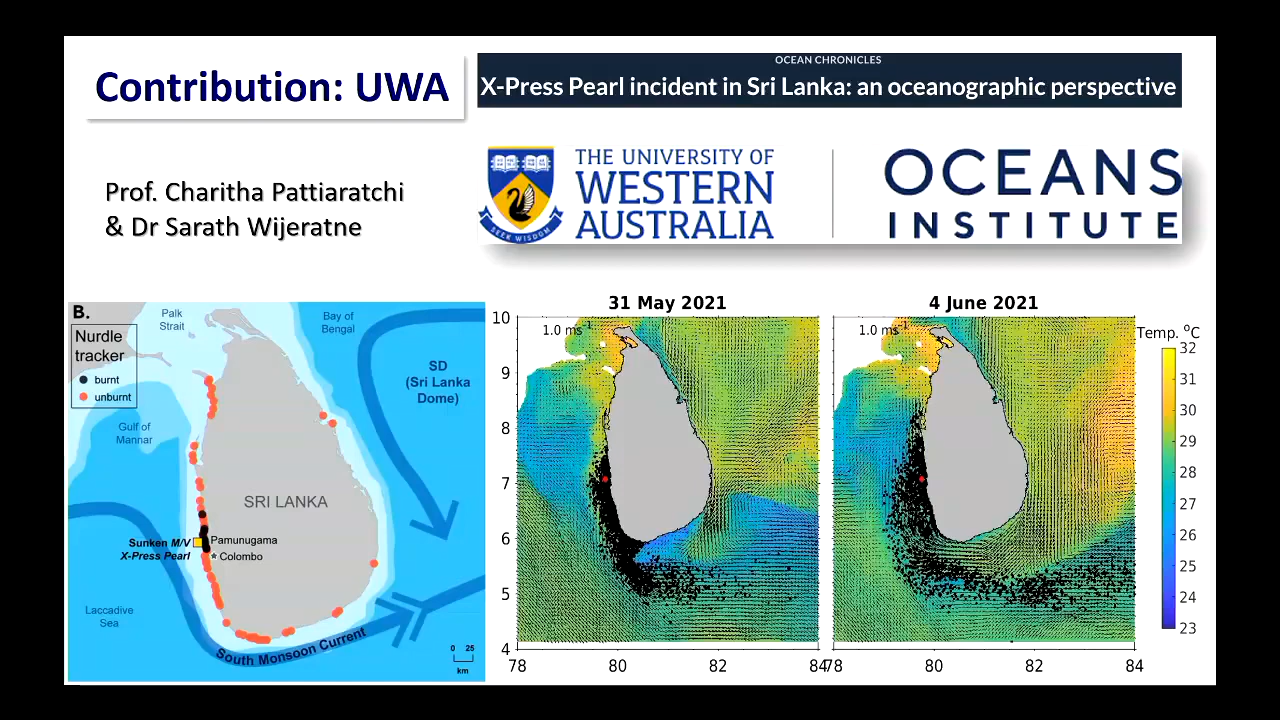 Contribution: UWA
OCEAN CHRONICLES
X-Press Pearl incident in Sri Lanka: an oceanographic perspective
Prof. Charitha Pattiaratchi
& Dr Sarath Wijeratne
SEEK WISDOM
THE UNIVERSITY OF
WESTERN
AUSTRALIA
OCEANS
INSTITUTE
B.
Nurdle
tracker
burnt
unburnt
Palk
Strait
Bay of
Bengal
SD
(Sri Lanka
Dome)
Gulf of
Mannar
SRI LANKA
Sunken M/V
X-Press Pearl
Pamunugama
Colombo
Laccadive
Sea
South Monsoon Current
0 25
km
31 May 2021
1.0 ms-1
10
9
8
7
6
5
4
78 80 82 84
4 June 2021
1.0 ms-1
78 80 82 84
Temp. ⁰C
32
31
30
29
28
27
26
25
24
23